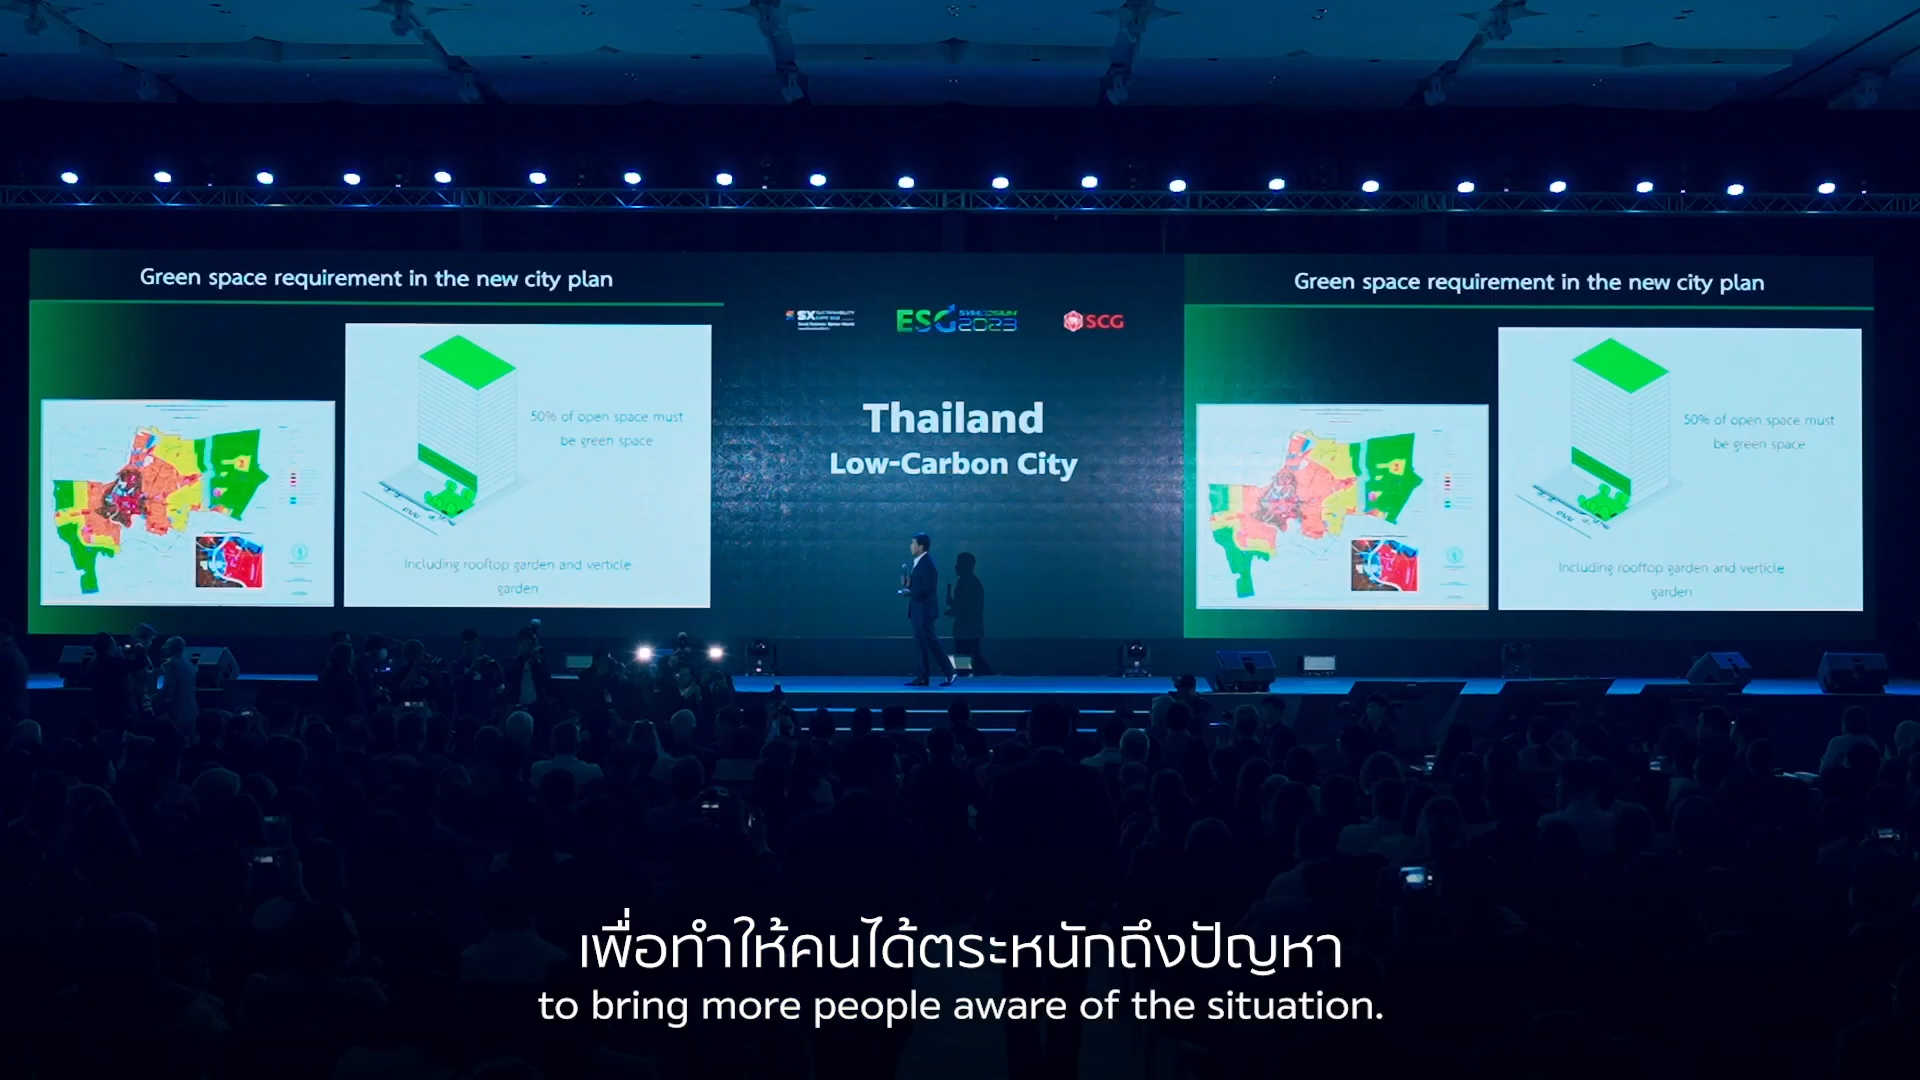 Green space requirement in the new city plan
50% of open space must
be green space
Including rooftop garden and verticle
garden
SX SUSTAINABILITY
ESG SYMPOSIUM
2023
SCG
Thailand
Low-Carbon City
Green space requirement in the new city plan
50% of open space must
be green space
Including rooftop garden and verticle
garden
เพื่อทำให้คนได้ตระหนักถึงปัญหา
to bring more people aware of the situation.